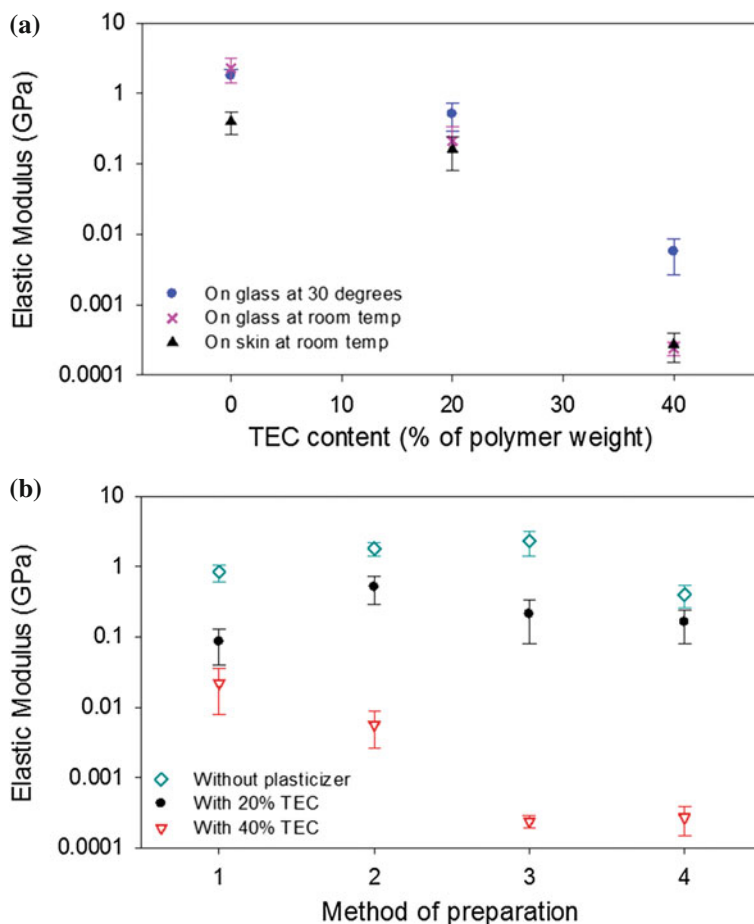 (a)
Elastic Modulus (GPa)
10
1
0.1
0.01
0.001
0.0001
On glass at 30 degrees
On glass at room temp
On skin at room temp
0 10 20 30 40
TEC content (% of polymer weight)
(b)
Elastic Modulus (GPa)
10
1
0.1
0.01
0.001
0.0001
Without plasticizer
With 20% TEC
With 40% TEC
1 2 3 4
Method of preparation